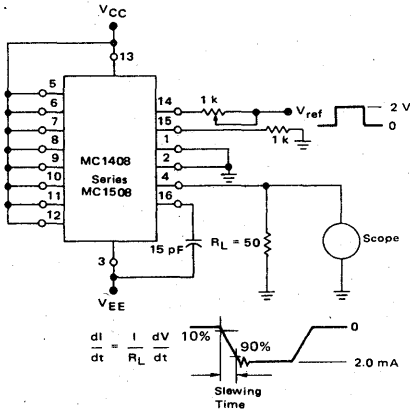 VCC
13
5
6
7
8
9
10
11
12
MC1408
Series
MC1508
14
15
1
2
4
16
3
1 k
Vref
2 V
0
1 k
15 pF
RL = 50
Scope
VEE
dI/dt = I/RL dV/dt
10%
90%
0
2.0 mA
Slewing
Time